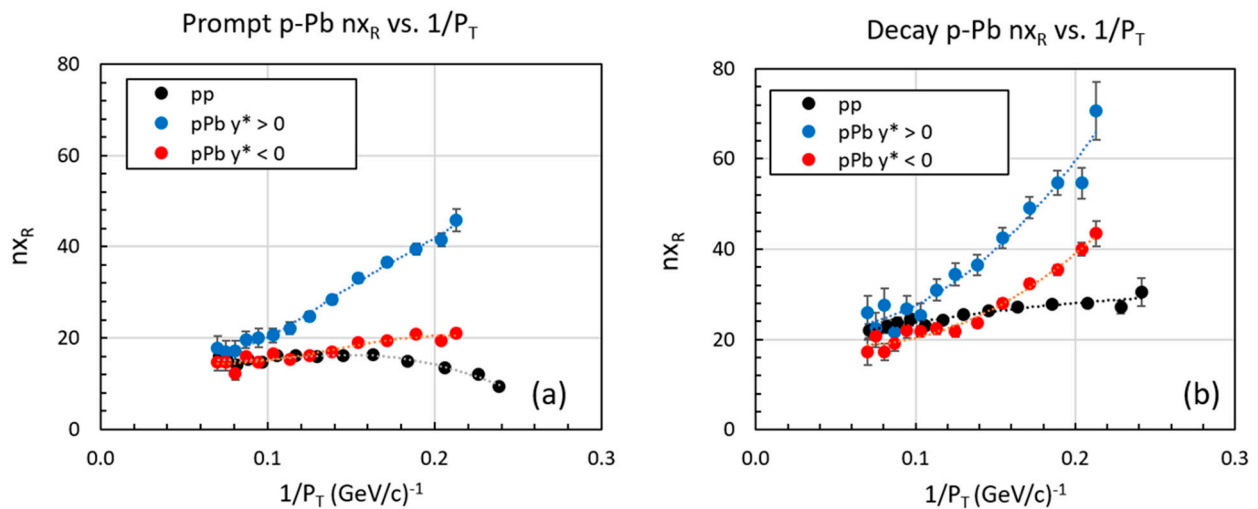 Prompt p-Pb nxR vs. 1/PT
80
60
40
20
0
nxR
pp
pPb y* > 0
pPb y* < 0
(a)
0.0 0.1 0.2 0.3
1/PT (GeV/c)-1
Decay p-Pb nxR vs. 1/PT
80
60
40
20
0
nxR
pp
pPb y* > 0
pPb y* < 0
(b)
0.0 0.1 0.2 0.3
1/PT (GeV/c)-1